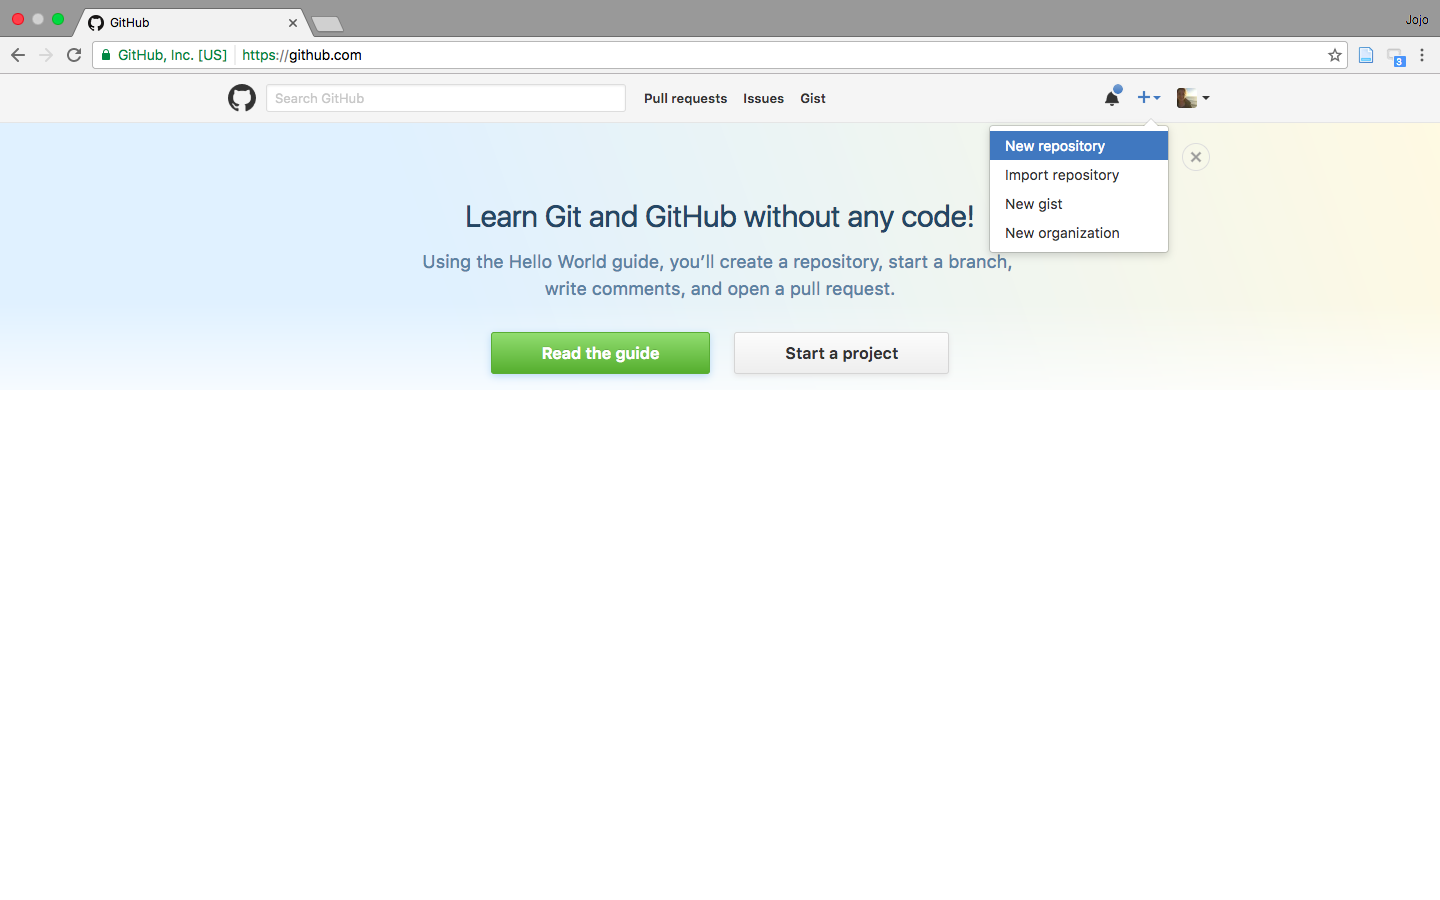 GitHub
Jojo
GitHub, Inc. [US]
https://github.com
3
Search GitHub
Pull requests
Issues
Gist
New repository
Import repository
New gist
New organization
Learn Git and GitHub without any code!
Using the Hello World guide, you’ll create a repository, start a branch,
write comments, and open a pull request.
Read the guide
Start a project